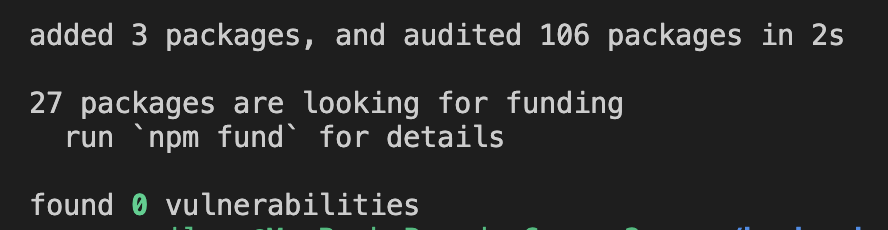 added 3 packages, and audited 106 packages in 2s
27 packages are looking for funding
run `npm fund` for details
found 0 vulnerabilities